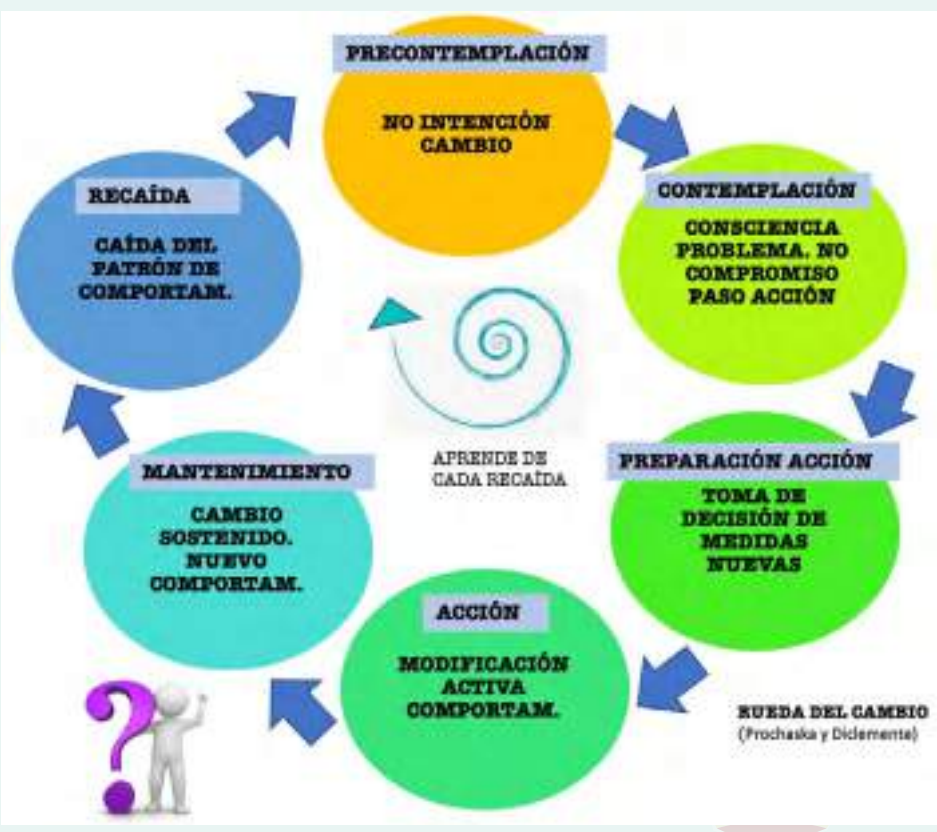 PRECONTEMPLACIÓN
NO INTENCIÓN
CAMBIO
CONTEMPLACIÓN
CONSCIENCIA
PROBLEMA. NO
COMPROMISO
PASO ACCIÓN
PREPARACIÓN ACCIÓN
TOMA DE
DECISIÓN DE
MEDIDAS
NUEVAS
ACCIÓN
MODIFICACIÓN
ACTIVA
COMPORTAM.
MANTENIMIENTO
CAMBIO
SOSTENIDO.
NUEVO
COMPORTAM.
RECAÍDA
CAÍDA DEL
PATRÓN DE
COMPORTAM.
APRENDE DE
CADA RECAÍDA
RUEDA DEL CAMBIO
(Prochaska y Diclemente)